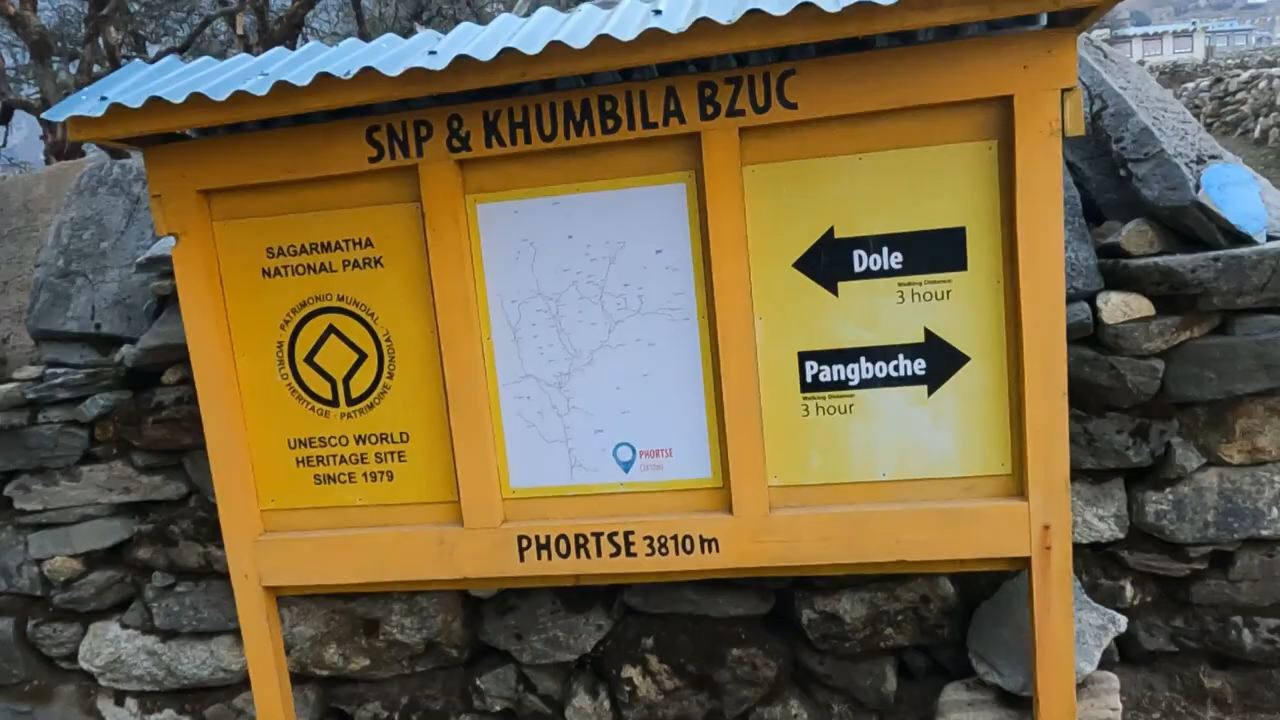 SNP & KHUMBILA BZUC
SAGARMATHA
NATIONAL PARK
WORLD HERITAGE · PATRIMONIO MUNDIAL · PATRIMOINE MONDIAL
UNESCO WORLD
HERITAGE SITE
SINCE 1979
PHORTSE
(3810m)
Dole
Walking Distance:
3 hour
Pangboche
Walking Distance:
3 hour
PHORTSE 3810m